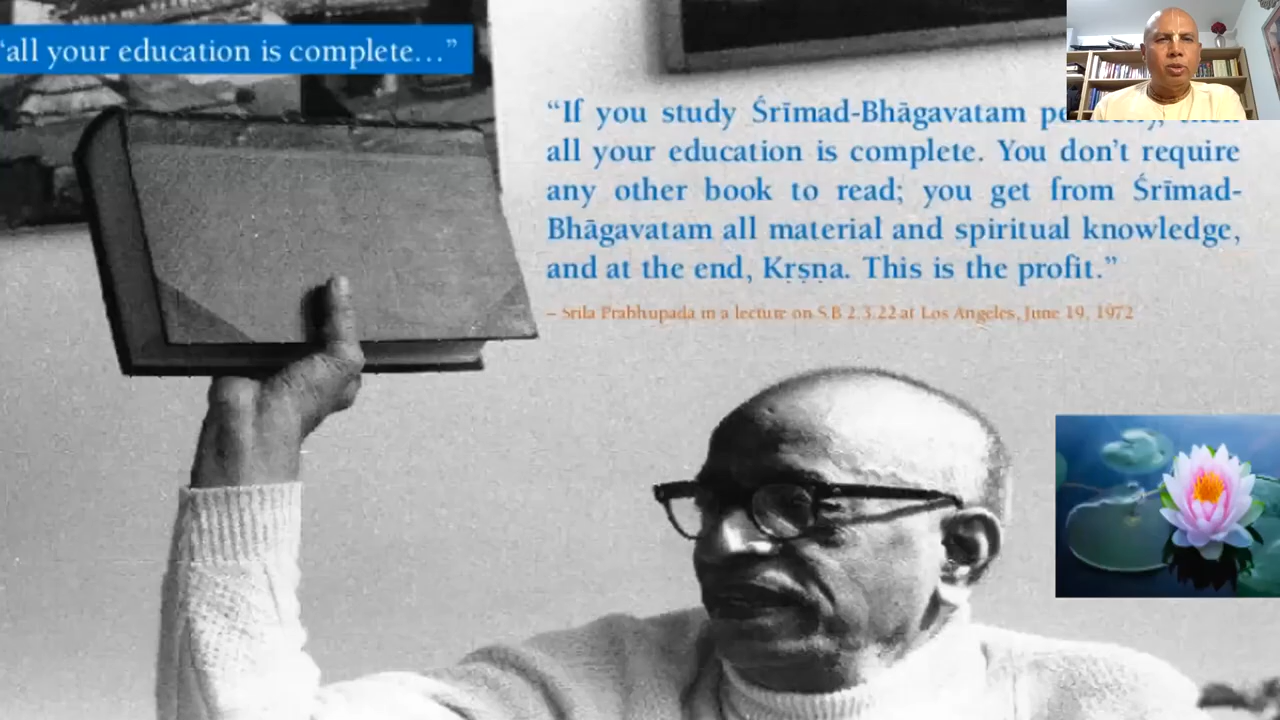 “all your education is complete…”
“If you study Śrīmad-Bhāgavatam
all your education is complete. You don’t require
any other book to read; you get from Śrīmad-
Bhāgavatam all material and spiritual knowledge,
and at the end, Kṛṣṇa. This is the profit.”
– Srila Prabhupada in a lecture on S.B 2.3.22 at Los Angeles, June 19, 1972